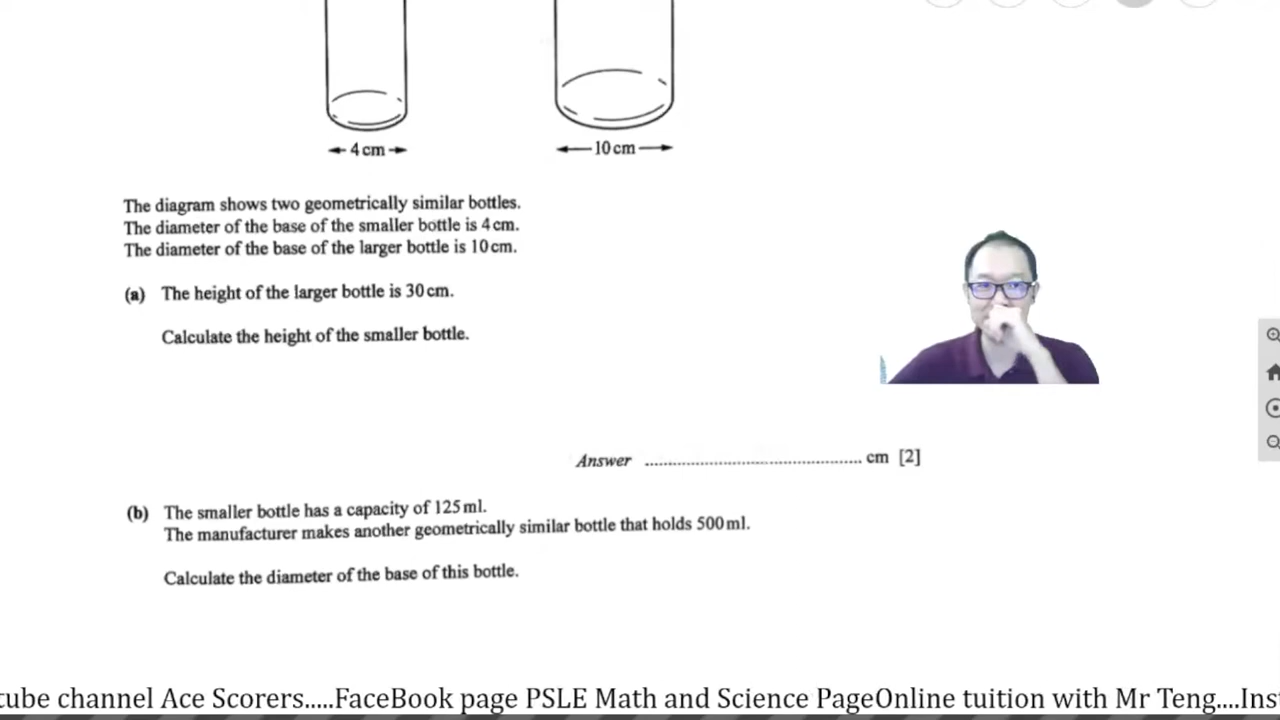 4 cm
10 cm
The diagram shows two geometrically similar bottles.
The diameter of the base of the smaller bottle is 4 cm.
The diameter of the base of the larger bottle is 10 cm.
(a) The height of the larger bottle is 30 cm.
Calculate the height of the smaller bottle.
Answer ................................................ cm [2]
(b) The smaller bottle has a capacity of 125 ml.
The manufacturer makes another geometrically similar bottle that holds 500 ml.
Calculate the diameter of the base of this bottle.
tube channel Ace Scorers.....FaceBook page PSLE Math and Science PageOnline tuition with Mr Teng....Ins